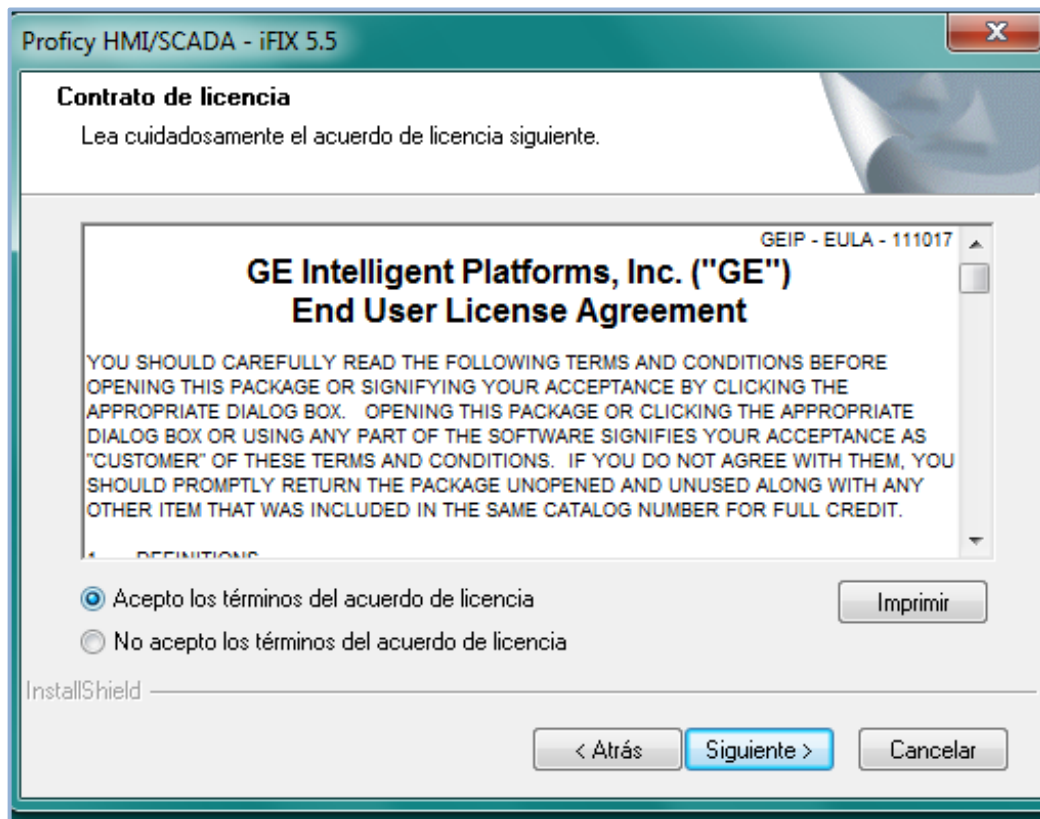 Proficy HMI/SCADA - iFIX 5.5
Contrato de licencia
Lea cuidadosamente el acuerdo de licencia siguiente.
GEIP - EULA - 111017
GE Intelligent Platforms, Inc. ("GE")
End User License Agreement
YOU SHOULD CAREFULLY READ THE FOLLOWING TERMS AND CONDITIONS BEFORE
OPENING THIS PACKAGE OR SIGNIFYING YOUR ACCEPTANCE BY CLICKING THE
APPROPRIATE DIALOG BOX.   OPENING THIS PACKAGE OR CLICKING THE APPROPRIATE
DIALOG BOX OR USING ANY PART OF THE SOFTWARE SIGNIFIES YOUR ACCEPTANCE AS
"CUSTOMER" OF THESE TERMS AND CONDITIONS.  IF YOU DO NOT AGREE WITH THEM, YOU
SHOULD PROMPTLY RETURN THE PACKAGE UNOPENED AND UNUSED ALONG WITH ANY
OTHER ITEM THAT WAS INCLUDED IN THE SAME CATALOG NUMBER FOR FULL CREDIT.
1. DEFINITIONS
Acepto los términos del acuerdo de licencia
Imprimir
No acepto los términos del acuerdo de licencia
InstallShield
< Atrás
Siguiente >
Cancelar